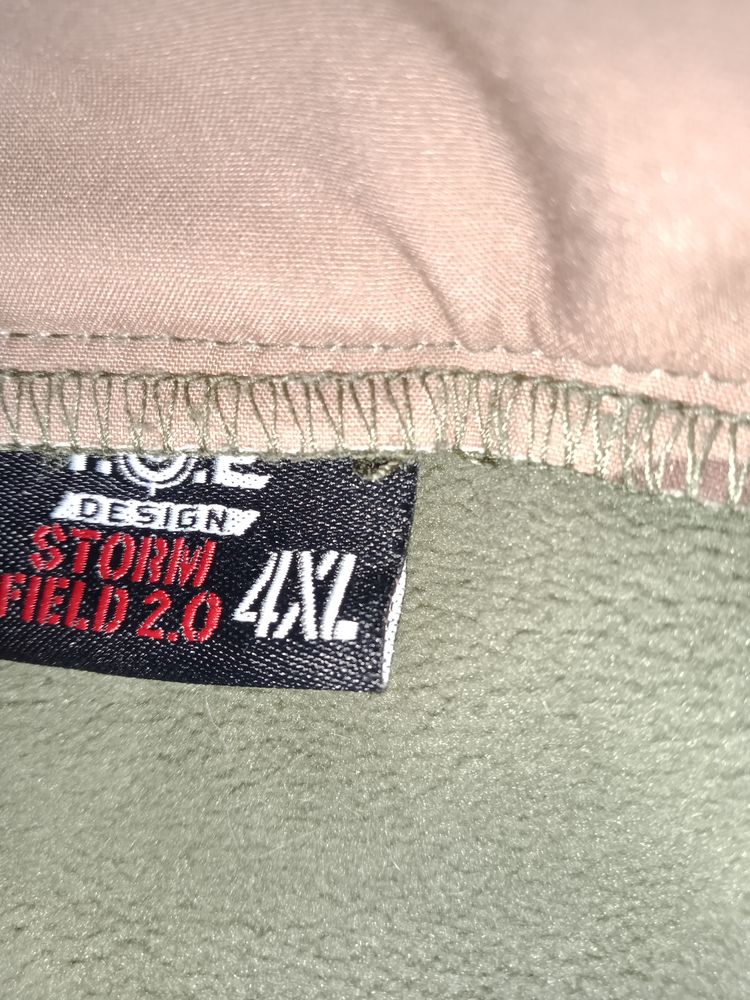 DESIGN
STORM
FIELD 2.0 4XL